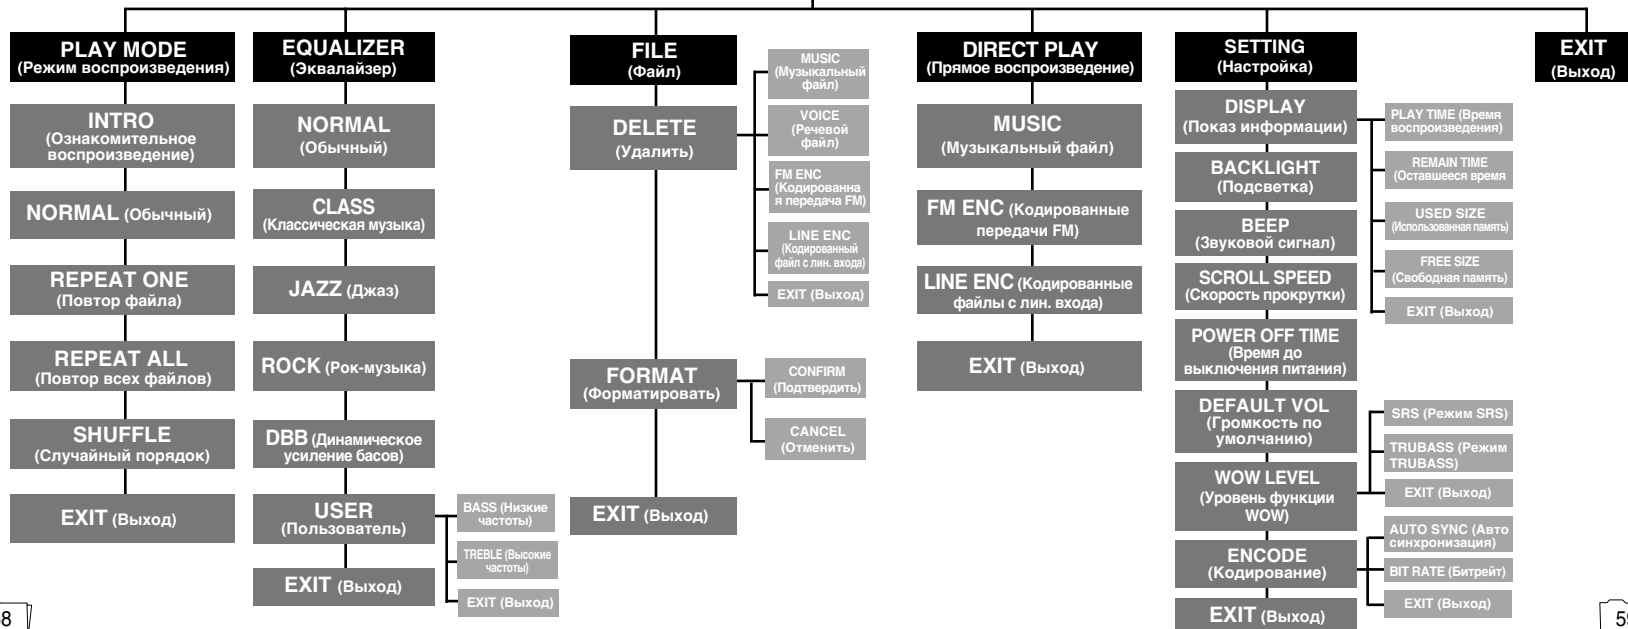 PLAY MODE
(Режим воспроизведения)
INTRO
(Ознакомительное
воспроизведение)
NORMAL (Обычный)
REPEAT ONE
(Повтор файла)
REPEAT ALL
(Повтор всех файлов)
SHUFFLE
(Случайный порядок)
EXIT (Выход)
EQUALIZER
(Эквалайзер)
NORMAL
(Обычный)
CLASS
(Классическая музыка)
JAZZ (Джаз)
ROCK (Рок-музыка)
DBB (Динамическое
усиление басов)
USER
(Пользователь)
BASS (Низкие
частоты)
TREBLE (Высокие
частоты)
EXIT (Выход)
EXIT (Выход)
FILE
(Файл)
DELETE
(Удалить)
MUSIC
(Музыкальный
файл)
VOICE
(Речевой
файл)
FM ENC
(Кодированна
я передача FM)
LINE ENC
(Кодированный
файл с лин. входа)
EXIT (Выход)
FORMAT
(Форматировать)
CONFIRM
(Подтвердить)
CANCEL
(Отменить)
EXIT (Выход)
DIRECT PLAY
(Прямое воспроизведение)
MUSIC
(Музыкальный файл)
FM ENC (Кодированные
передачи FM)
LINE ENC (Кодированные
файлы с лин. входа)
EXIT (Выход)
SETTING
(Настройка)
DISPLAY
(Показ информации)
PLAY TIME (Время
воспроизведения)
REMAIN TIME
(Оставшееся время
USED SIZE
(Использованная память)
FREE SIZE
(Свободная память)
EXIT (Выход)
BACKLIGHT
(Подсветка)
BEEP
(Звуковой сигнал)
SCROLL SPEED
(Скорость прокрутки)
POWER OFF TIME
(Время до
выключения питания)
DEFAULT VOL
(Громкость по
умолчанию)
WOW LEVEL
(Уровень функции
WOW)
SRS (Режим SRS)
TRUBASS (Режим
TRUBASS)
EXIT (Выход)
ENCODE
(Кодирование)
AUTO SYNC (Авто
синхронизация)
BIT RATE (Битрейт)
EXIT (Выход)
EXIT (Выход)
EXIT
(Выход)